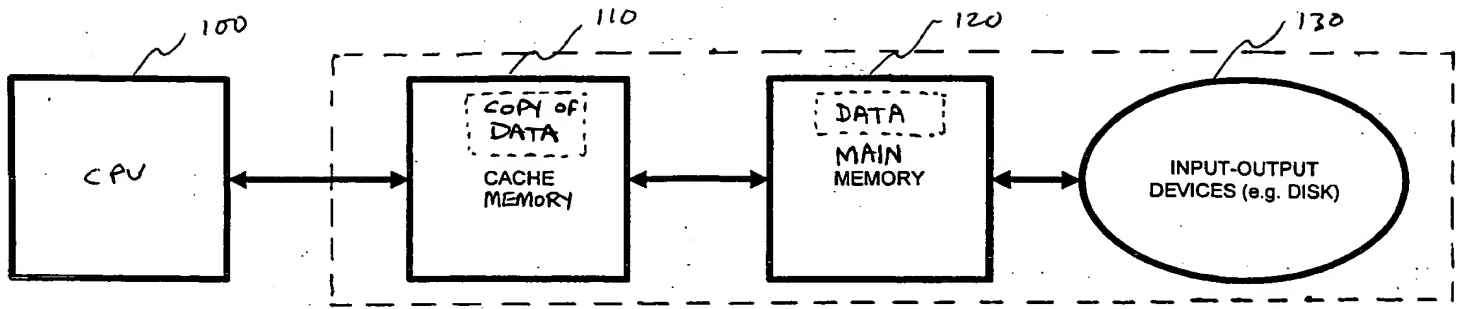 100
110
120
130
CPU
COPY OF
DATA
CACHE
MEMORY
DATA
MAIN
MEMORY
INPUT-OUTPUT
DEVICES (e.g. DISK)